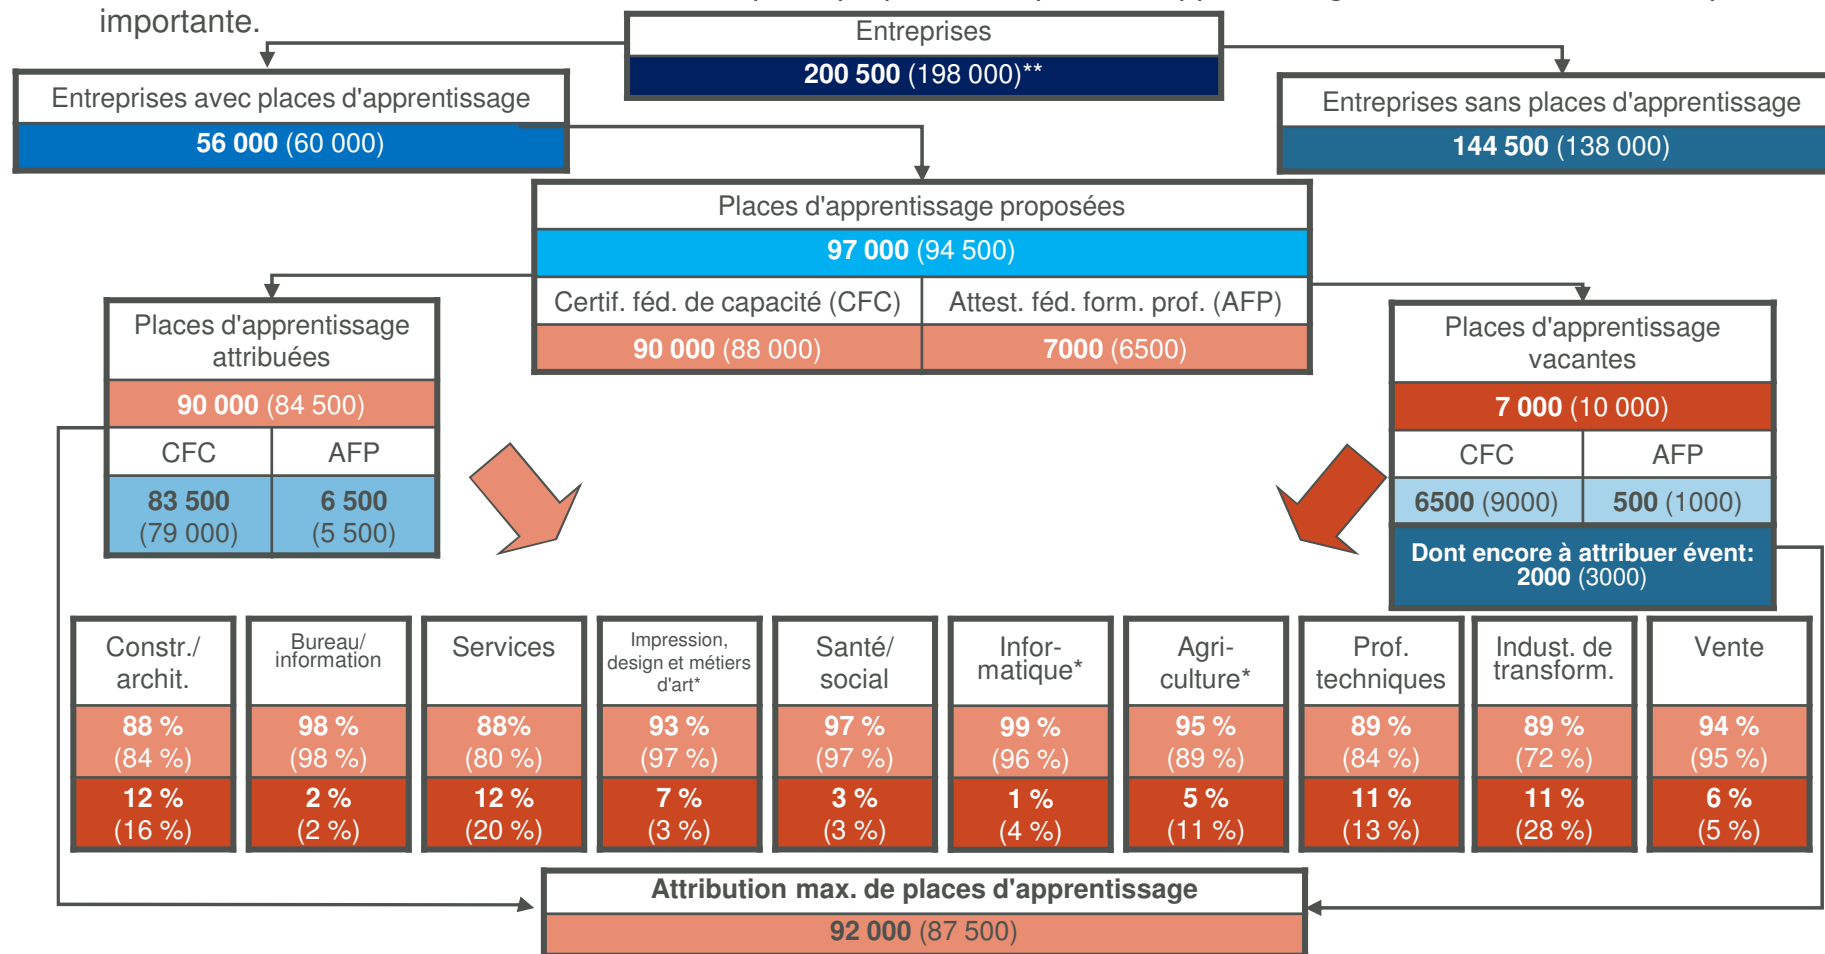 importante.
Entreprises
200 500 (198 000)**
Entreprises avec places d'apprentissage
56 000 (60 000)
Entreprises sans places d'apprentissage
144 500 (138 000)
Places d'apprentissage proposées
97 000 (94 500)
Certif. féd. de capacité (CFC)
Attest. féd. form. prof. (AFP)
90 000 (88 000)
7000 (6500)
Places d'apprentissage
attribuées
90 000 (84 500)
CFC
AFP
83 500
(79 000)
6 500
(5 500)
Places d'apprentissage
vacantes
7 000 (10 000)
CFC
AFP
6500 (9000)
500 (1000)
Dont encore à attribuer évent:
2000 (3000)
Constr./
archit.
88 %
(84 %)
12 %
(16 %)
Bureau/
information
98 %
(98 %)
2 %
(2 %)
Services
88%
(80 %)
12 %
(20 %)
Impression,
design et métiers
d'art*
93 %
(97 %)
7 %
(3 %)
Santé/
social
97 %
(97 %)
3 %
(3 %)
Infor-
matique*
99 %
(96 %)
1 %
(4 %)
Agri-
culture*
95 %
(89 %)
5 %
(11 %)
Prof.
techniques
89 %
(84 %)
11 %
(13 %)
Indust. de
transform.
89 %
(72 %)
11 %
(28 %)
Vente
94 %
(95 %)
6 %
(5 %)
Attribution max. de places d'apprentissage
92 000 (87 500)